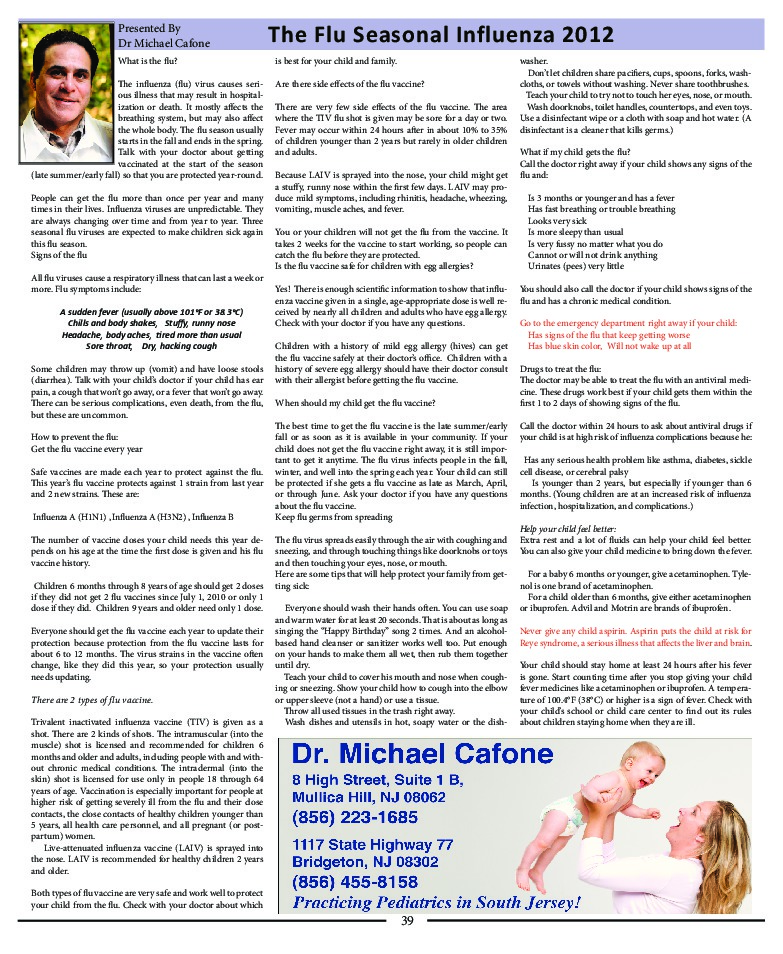 Presented By
Dr Michael Cafone
The Flu Seasonal Influenza 2012
What is the flu?
The influenza (flu) virus causes seri-
ous illness that may result in hospital-
ization or death. It mostly affects the
breathing system, but may also affect
the whole body. The flu season usually
starts in the fall and ends in the spring.
Talk with your doctor about getting
vaccinated at the start of the season
(late summer/early fall) so that you are protected year-round.
People can get the flu more than once per year and many
times in their lives. Influenza viruses are unpredictable. They
are always changing over time and from year to year. Three
seasonal flu viruses are expected to make children sick again
this flu season.
Signs of the flu
All flu viruses cause a respiratory illness that can last a week or
more. Flu symptoms include:
A sudden fever (usually above 101°F or 38.3°C)
Chills and body shakes, Stuffy, runny nose
Headache, body aches, tired more than usual
Sore throat, Dry, hacking cough
Some children may throw up (vomit) and have loose stools
(diarrhea). Talk with your child's doctor if your child has ear
pain, a cough that won't go away, or a fever that won't go away.
There can be serious complications, even death, from the flu,
but these are uncommon.
How to prevent the flu:
Get the flu vaccine every year
Safe vaccines are made each year to protect against the flu.
This year's flu vaccine protects against 1 strain from last year
and 2 new strains. These are:
Influenza A (H1N1) , Influenza A (H3N2) , Influenza B
The number of vaccine doses your child needs this year de-
pends on his age at the time the first dose is given and his flu
vaccine history.
Children 6 months through 8 years of age should get 2 doses
if they did not get 2 flu vaccines since July 1, 2010 or only 1
dose if they did. Children 9 years and older need only 1 dose.
Everyone should get the flu vaccine each year to update their
protection because protection from the flu vaccine lasts for
about 6 to 12 months. The virus strains in the vaccine often
change, like they did this year, so your protection usually
needs updating.
There are 2 types of flu vaccine.
Trivalent inactivated influenza vaccine (TIV) is given as a
shot. There are 2 kinds of shots. The intramuscular (into the
muscle) shot is licensed and recommended for children 6
months and older and adults, including people with and with-
out chronic medical conditions. The intradermal (into the
skin) shot is licensed for use only in people 18 through 64
years of age. Vaccination is especially important for people at
higher risk of getting severely ill from the flu and their close
contacts, the close contacts of healthy children younger than
5 years, all health care personnel, and all pregnant (or post-
partum) women.
Live-attenuated influenza vaccine (LAIV) is sprayed into
the nose. LAIV is recommended for healthy children 2 years
and older.
Both types of flu vaccine are very safe and work well to protect
your child from the flu. Check with your doctor about which
is best for your child and family.
Are there side effects of the flu vaccine?
There are very few side effects of the flu vaccine. The area
where the TIV flu shot is given may be sore for a day or two.
Fever may occur within 24 hours after in about 10% to 35%
of children younger than 2 years but rarely in older children
and adults.
Because LAIV is sprayed into the nose, your child might get
a stuffy, runny nose within the first few days. LAIV may pro-
duce mild symptoms, including rhinitis, headache, wheezing,
vomiting, muscle aches, and fever.
You or your children will not get the flu from the vaccine. It
takes 2 weeks for the vaccine to start working, so people can
catch the flu before they are protected.
Is the flu vaccine safe for children with egg allergies?
Yes! There is enough scientific information to show that influ-
enza vaccine given in a single, age-appropriate dose is well re-
ceived by nearly all children and adults who have egg allergy.
Check with your doctor if you have any questions.
Children with a history of mild egg allergy (hives) can get
the flu vaccine safely at their doctor's office. Children with a
history of severe egg allergy should have their doctor consult
with their allergist before getting the flu vaccine.
When should my child get the flu vaccine?
The best time to get the flu vaccine is the late summer/early
fall or as soon as it is available in your community. If your
child does not get the flu vaccine right away, it is still impor-
tant to get it anytime. The flu virus infects people in the fall,
winter, and well into the spring each year. Your child can still
be protected if she gets a flu vaccine as late as March, April,
or through June. Ask your doctor if you have any questions
about the flu vaccine.
Keep flu germs from spreading
The flu virus spreads easily through the air with coughing and
sneezing, and through touching things like doorknobs or toys
and then touching your eyes, nose, or mouth.
Here are some tips that will help protect your family from get-
ting sick:
Everyone should wash their hands often. You can use soap
and warm water for at least 20 seconds. That is about as long as
singing the "Happy Birthday" song 2 times. And an alcohol-
based hand cleanser or sanitizer works well too. Put enough
on your hands to make them all wet, then rub them together
until dry.
Teach your child to cover his mouth and nose when cough-
ing or sneezing. Show your child how to cough into the elbow
or upper sleeve (not a hand) or use a tissue.
Throw all used tissues in the trash right away.
Wash dishes and utensils in hot, soapy water or the dish-
washer.
Don't let children share pacifiers, cups, spoons, forks, wash-
cloths, or towels without washing. Never share toothbrushes.
Teach your child to try not to touch her eyes, nose, or mouth.
Wash doorknobs, toilet handles, countertops, and even toys.
Use a disinfectant wipe or a cloth with soap and hot water. (A
disinfectant is a cleaner that kills germs.)
What if my child gets the flu?
Call the doctor right away if your child shows any signs of the
flu and:
Is 3 months or younger and has a fever
Has fast breathing or trouble breathing
Looks very sick
Is more sleepy than usual
Is very fussy no matter what you do
Cannot or will not drink anything
Urinates (pees) very little
You should also call the doctor if your child shows signs of the
flu and has a chronic medical condition.
Go to the emergency department right away if your child:
Has signs of the flu that keep getting worse
Has blue skin color, Will not wake up at all
Drugs to treat the flu:
The doctor may be able to treat the flu with an antiviral medi-
cine. These drugs work best if your child gets them within the
first 1 to 2 days of showing signs of the flu.
Call the doctor within 24 hours to ask about antiviral drugs if
your child is at high risk of influenza complications because he:
Has any serious health problem like asthma, diabetes, sickle
cell disease, or cerebral palsy
Is younger than 2 years, but especially if younger than 6
months. (Young children are at an increased risk of influenza
infection, hospitalization, and complications.)
Help your child feel better:
Extra rest and a lot of fluids can help your child feel better.
You can also give your child medicine to bring down the fever.
For a baby 6 months or younger, give acetaminophen. Tyle-
nol is one brand of acetaminophen.
For a child older than 6 months, give either acetaminophen
or ibuprofen. Advil and Motrin are brands of ibuprofen.
Never give any child aspirin. Aspirin puts the child at risk for
Reye syndrome, a serious illness that affects the liver and brain.
Your child should stay home at least 24 hours after his fever
is gone. Start counting time after you stop giving your child
fever medicines like acetaminophen or ibuprofen. A tempera-
ture of 100.4°F (38°C) or higher is a sign of fever. Check with
your child's school or child care center to find out its rules
about children staying home when they are ill.
Dr. Michael Cafone
8 High Street, Suite 1 B,
Mullica Hill, NJ 08062
(856) 223-1685
1117 State Highway 77
Bridgeton, NJ 08302
(856) 455-8158
Practicing Pediatrics in South Jersey!
39